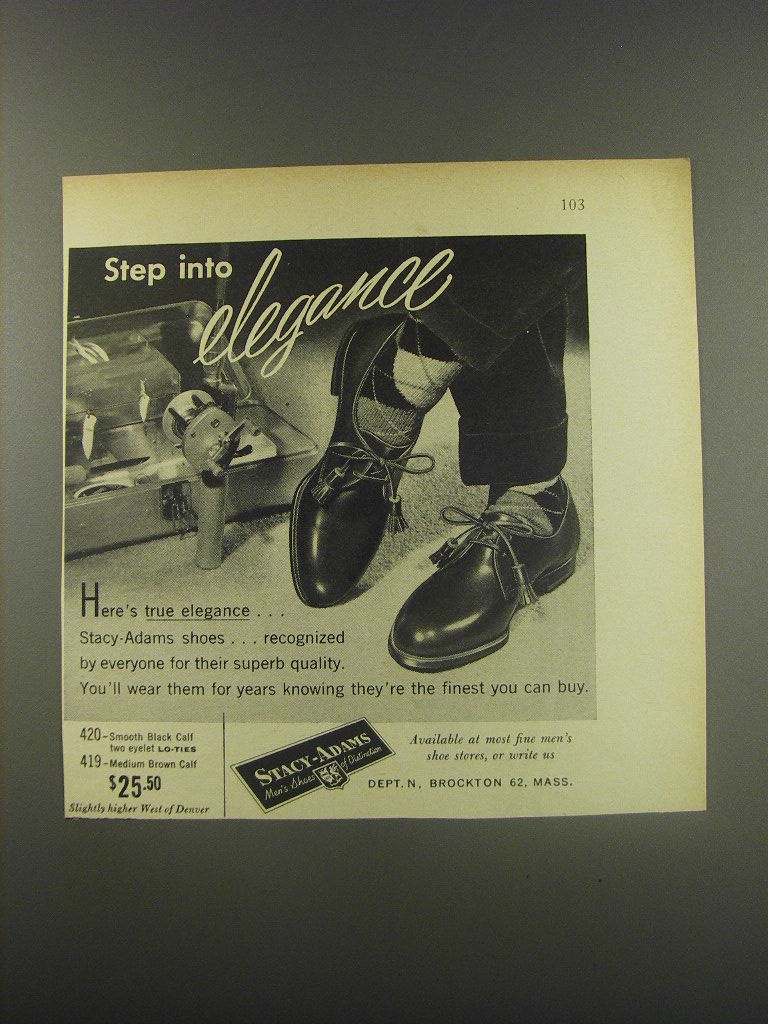 103
Step into
elegance
Here's true elegance . . .
Stacy-Adams shoes . . . recognized
by everyone for their superb quality.
You'll wear them for years knowing they're the finest you can buy.
420-Smooth Black Calf
two eyelet LO-TIES
419-Medium Brown Calf
$25.50
Slightly higher West of Denver
STACY-ADAMS
Men's Shoes of Distinction
Available at most fine men's
shoe stores, or write us
DEPT. N, BROCKTON 62, MASS.